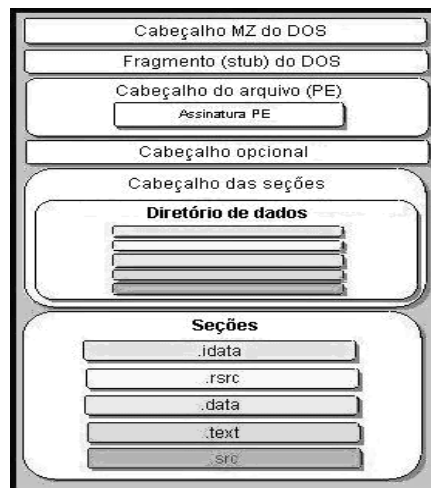 Cabeçalho MZ do DOS
Fragmento (stub) do DOS
Cabeçalho do arquivo (PE)
Assinatura PE
Cabeçalho opcional
Cabeçalho das seções
Diretório de dados
Seções
.idata
.rsrc
.data
.text
.src